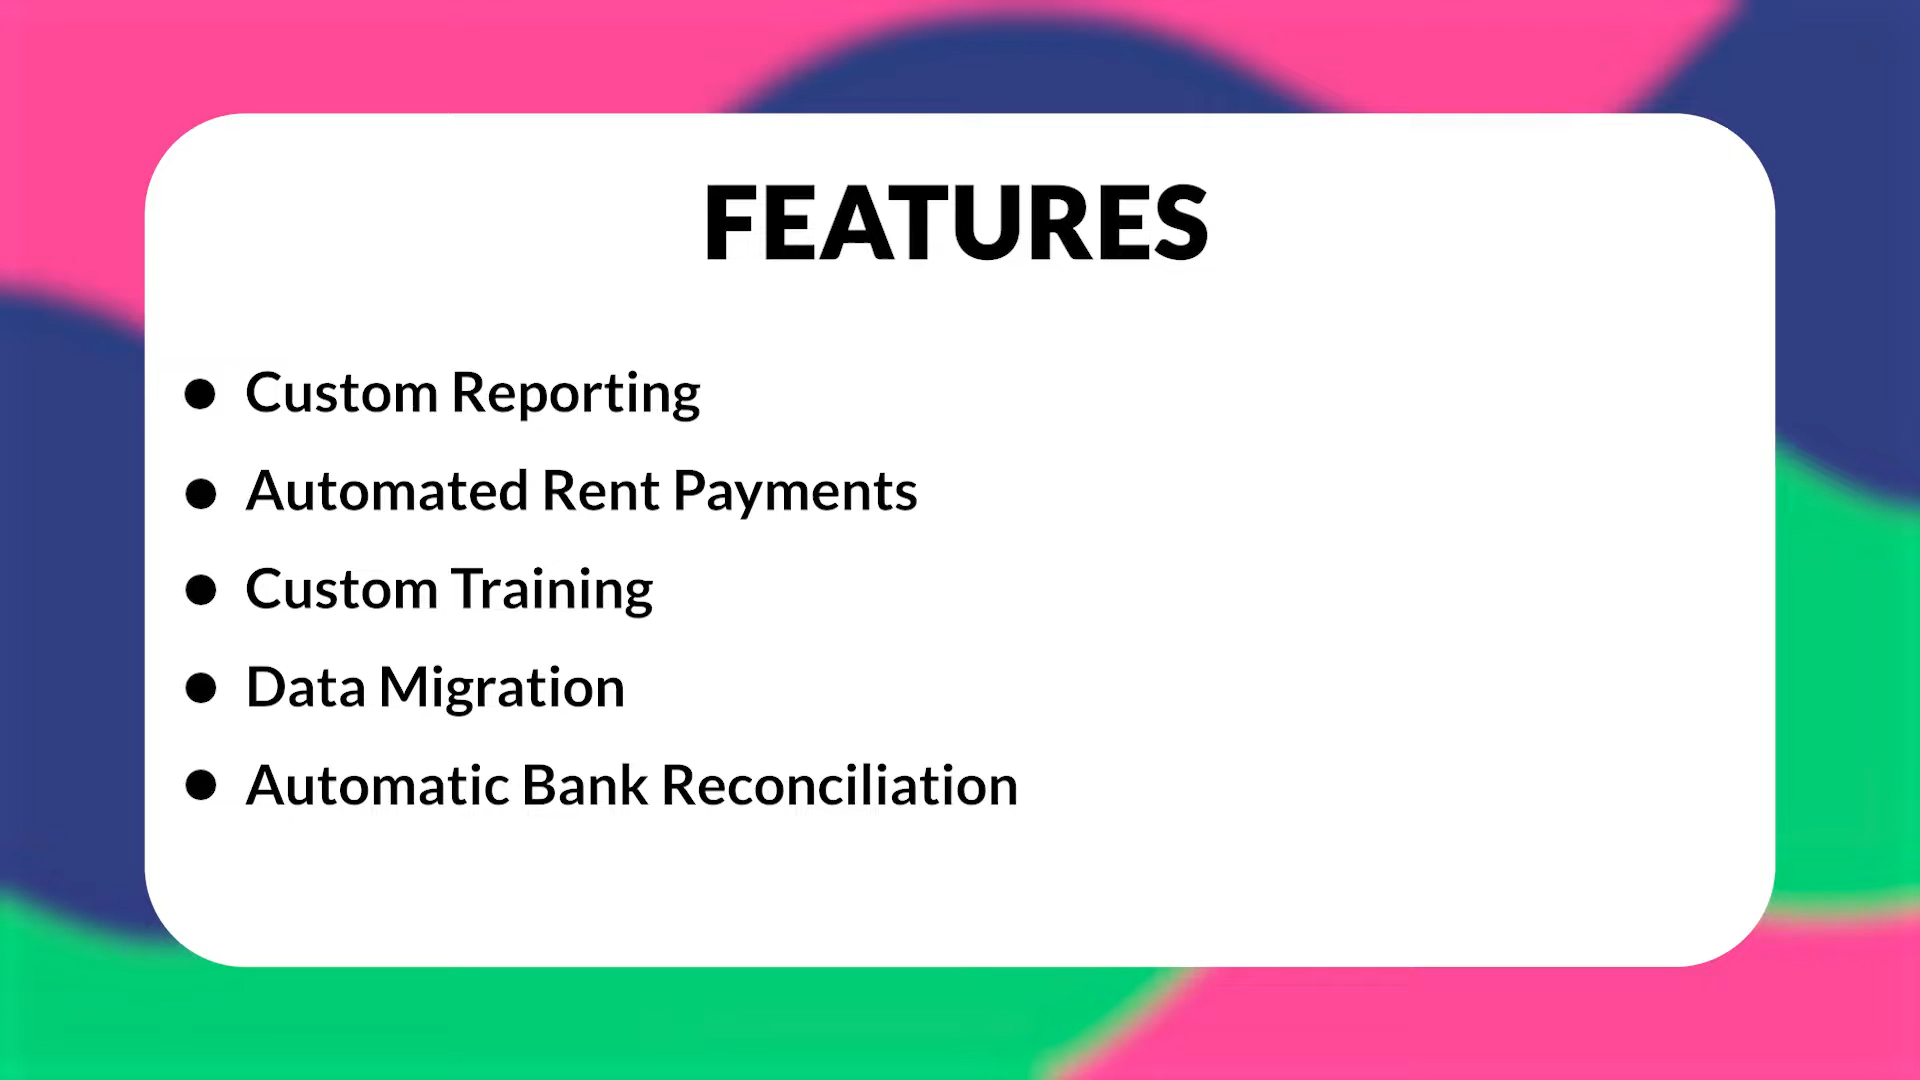 FEATURES
● Custom Reporting
● Automated Rent Payments
● Custom Training
● Data Migration
● Automatic Bank Reconciliation